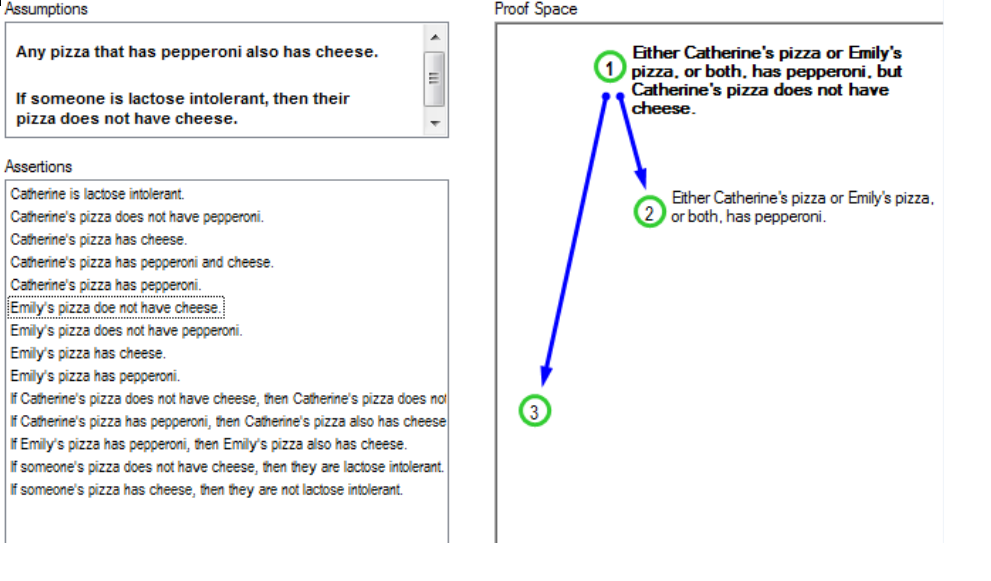 Assumptions
Any pizza that has pepperoni also has cheese.
If someone is lactose intolerant, then their
pizza does not have cheese.
Assertions
Catherine is lactose intolerant.
Catherine's pizza does not have pepperoni.
Catherine's pizza has cheese.
Catherine's pizza has pepperoni and cheese.
Catherine's pizza has pepperoni.
Emily's pizza doe not have cheese.
Emily's pizza does not have pepperoni.
Emily's pizza has cheese.
Emily's pizza has pepperoni.
If Catherine's pizza does not have cheese, then Catherine's pizza does not
If Catherine's pizza has pepperoni, then Catherine's pizza also has cheese
If Emily's pizza has pepperoni, then Emily's pizza also has cheese.
If someone's pizza does not have cheese, then they are lactose intolerant.
If someone's pizza has cheese, then they are not lactose intolerant.
Proof Space
1
Either Catherine's pizza or Emily's
pizza, or both, has pepperoni, but
Catherine's pizza does not have
cheese.
2
Either Catherine's pizza or Emily's pizza,
or both, has pepperoni.
3